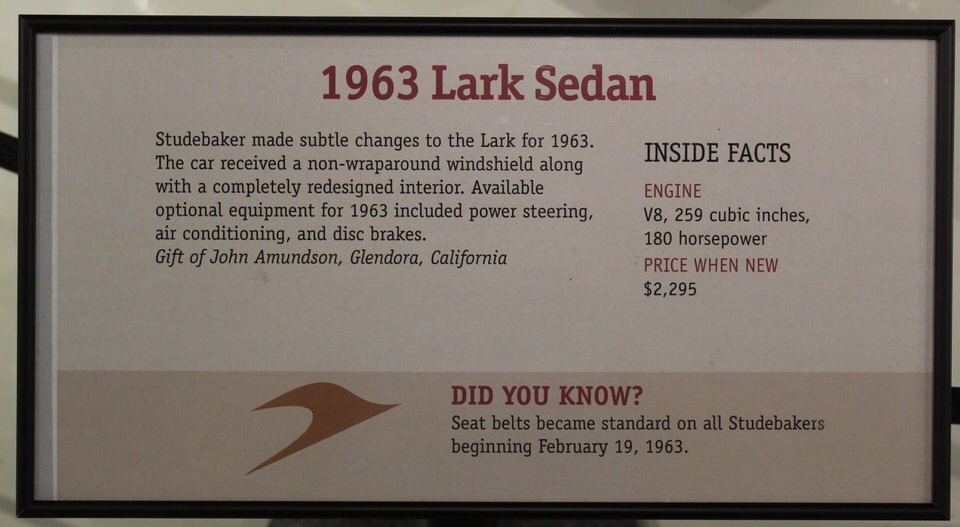 1963 Lark Sedan
Studebaker made subtle changes to the Lark for 1963.
The car received a non-wraparound windshield along
with a completely redesigned interior. Available
optional equipment for 1963 included power steering,
air conditioning, and disc brakes.
Gift of John Amundson, Glendora, California
INSIDE FACTS
ENGINE
V8, 259 cubic inches,
180 horsepower
PRICE WHEN NEW
$2,295
DID YOU KNOW?
Seat belts became standard on all Studebakers
beginning February 19, 1963.